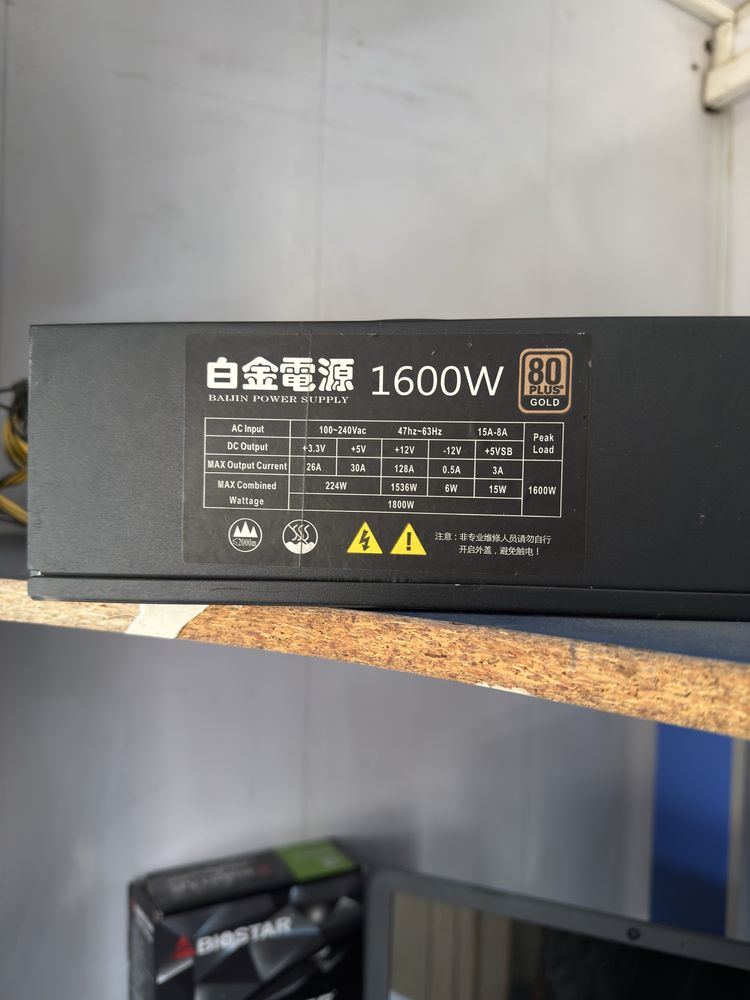 白金電源 1600W 80
PLUS
GOLD
BAIJIN POWER SUPPLY
AC Input 100~240Vac 47hz~63Hz 15A-8A Peak Load
DC Output +3.3V +5V +12V -12V +5VSB
MAX Output Current 26A 30A 128A 0.5A 3A
MAX Combined Wattage 224W 1536W 6W 15W 1600W
1800W
≤2000m
注意：非专业维修人员请勿自行
开启外盖，避免触电！
BIOSTAR